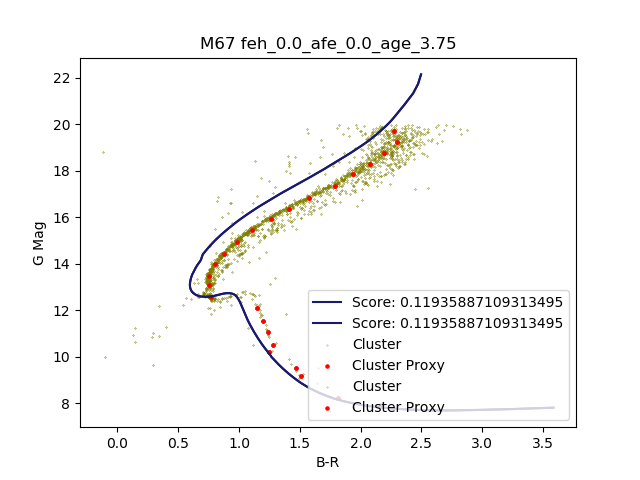 M67 feh_0.0_afe_0.0_age_3.75
22
20
18
16
14
12
10
8
G Mag
Score: 0.11935887109313495
Score: 0.11935887109313495
Cluster
Cluster Proxy
Cluster
Cluster Proxy
0.0 0.5 1.0 1.5 2.0 2.5 3.0 3.5
B-R